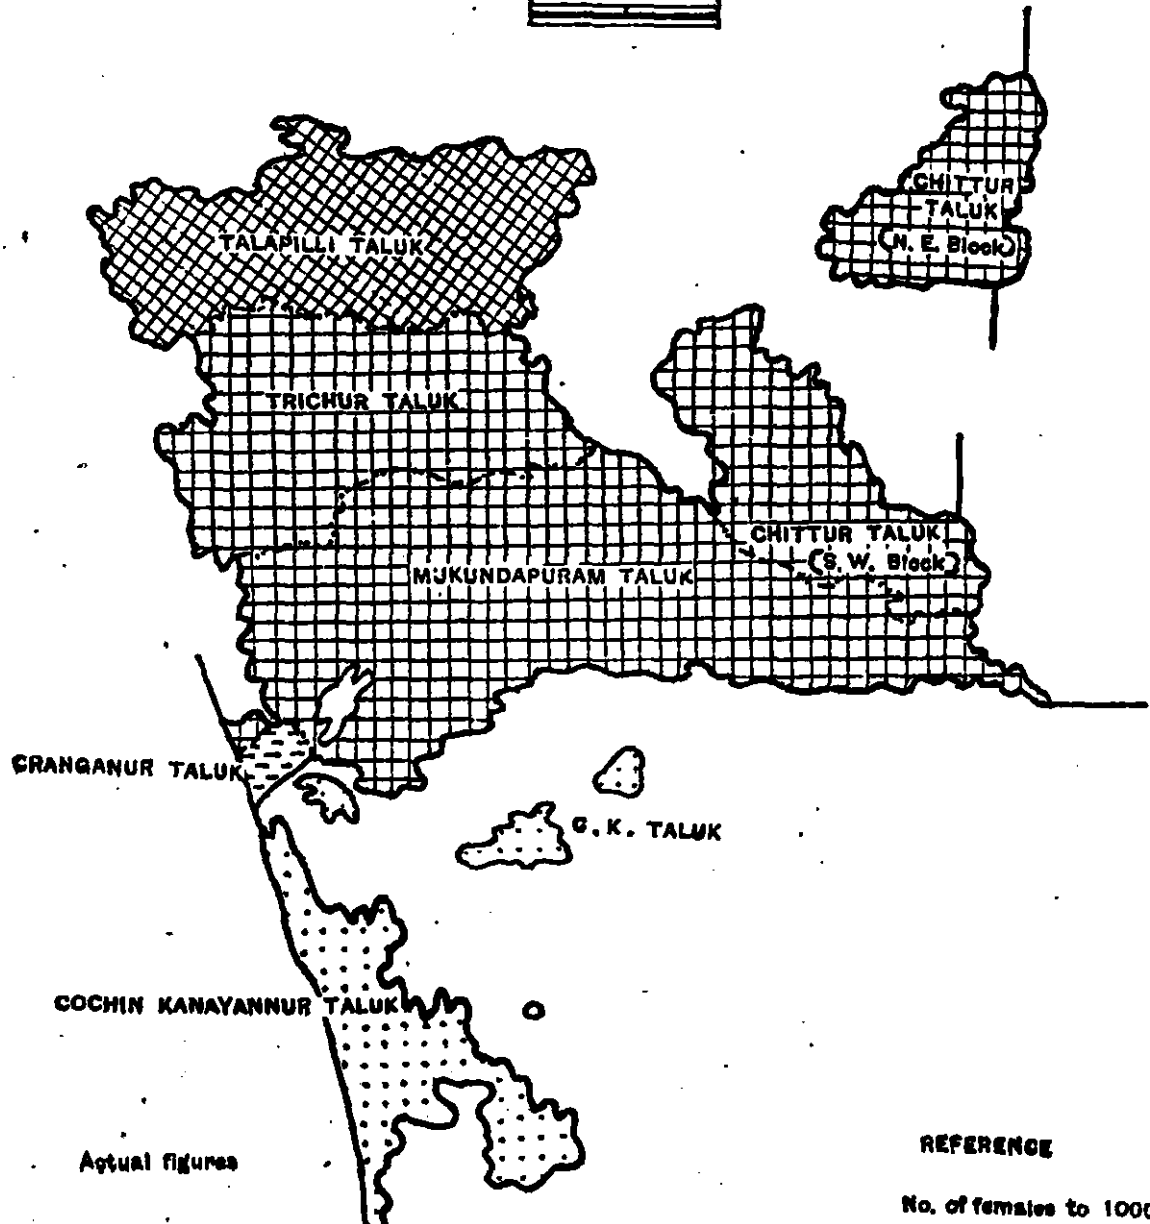 CHITTUR
TALUK
(N. E. Block)
TALAPILLI TALUK
TRICHUR TALUK
CHITTUR TALUK
(S. W. Block)
MUKUNDAPURAM TALUK
CRANGANUR TALUK
C. K. TALUK
COCHIN KANAYANNUR TALUK
Actual figures
REFERENCE
No. of females to 1000